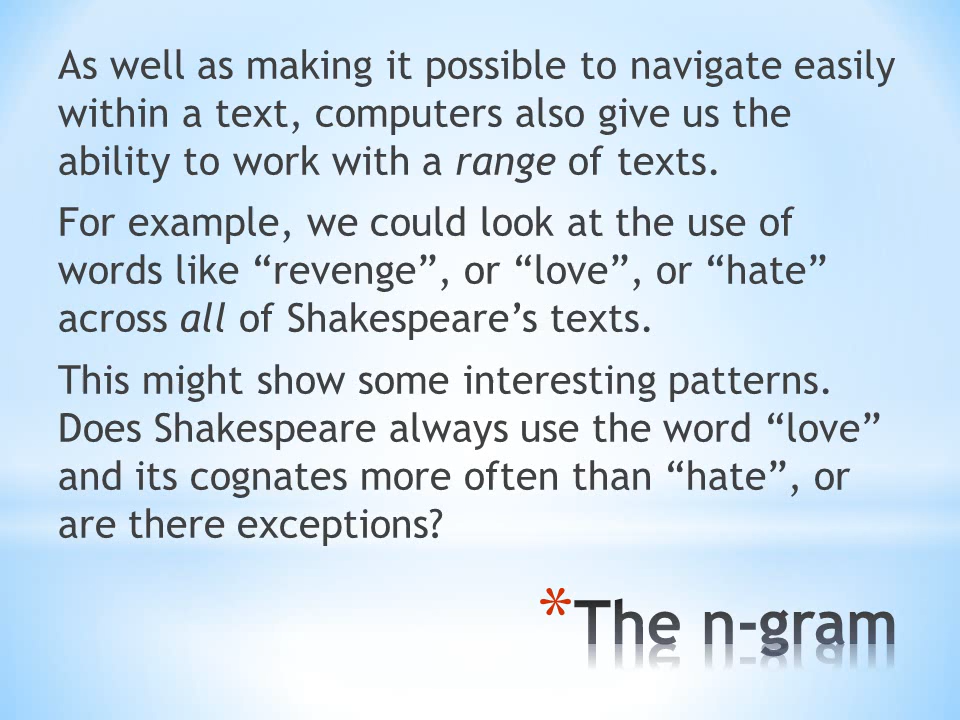 As well as making it possible to navigate easily
within a text, computers also give us the
ability to work with a range of texts.
For example, we could look at the use of
words like “revenge”, or “love”, or “hate”
across all of Shakespeare’s texts.
This might show some interesting patterns.
Does Shakespeare always use the word “love”
and its cognates more often than “hate”, or
are there exceptions?
*The n-gram